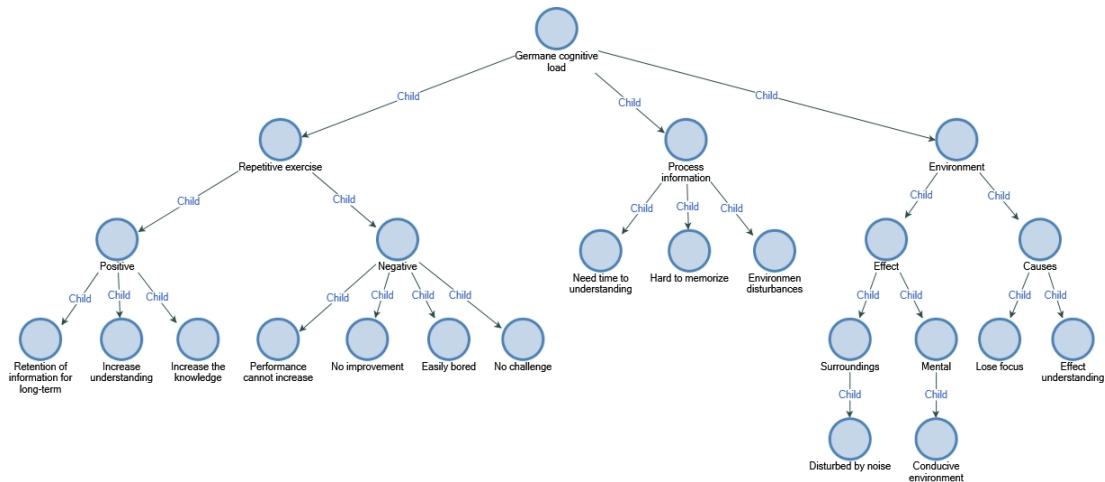 Germane cognitive
load
Child
Child
Child
Repetitive exercise
Process
information
Environment
Child
Child
Child
Child
Child
Child
Child
Positive
Negative
Need time to
understanding
Hard to memorize
Environmen
disturbances
Effect
Causes
Child
Child
Child
Child
Child
Child
Child
Child
Child
Child
Child
Retention of
information for
long-term
Increase
understanding
Increase the
knowledge
Performance
cannot increase
No improvement
Easily bored
No challenge
Surroundings
Mental
Lose focus
Effect
understanding
Child
Child
Disturbed by noise
Conducive
environment